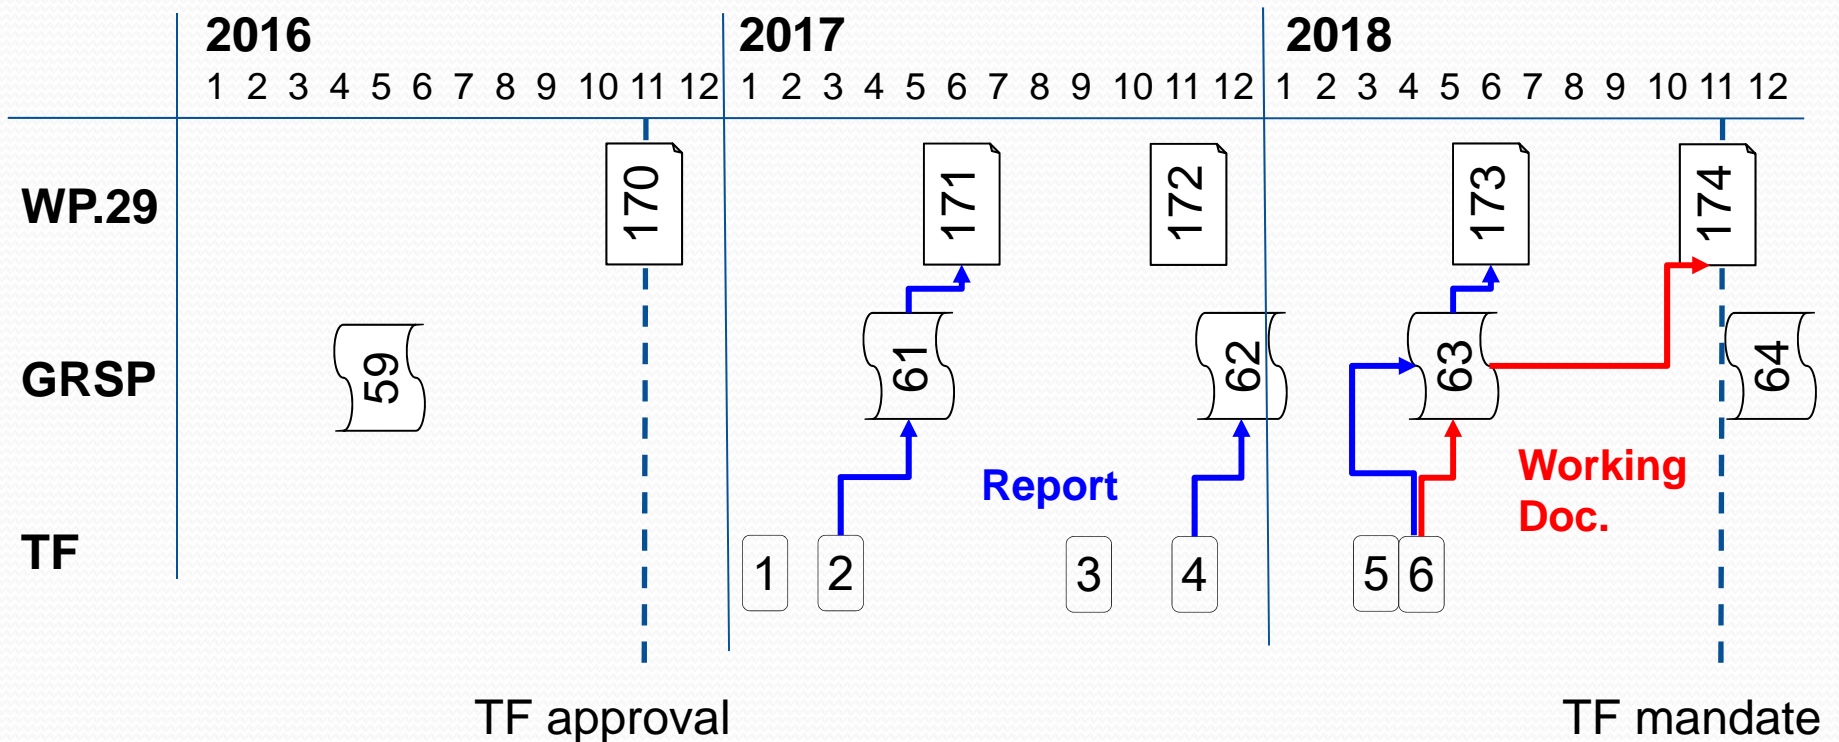 2016 2017 2018
1 2 3 4 5 6 7 8 9 10 11 12 1 2 3 4 5 6 7 8 9 10 11 12 1 2 3 4 5 6 7 8 9 10 11 12
WP.29 170 171 172 173 174
GRSP 59 61 62 63 64
Report
Working
Doc.
TF 1 2 3 4 5 6
TF approval TF mandate